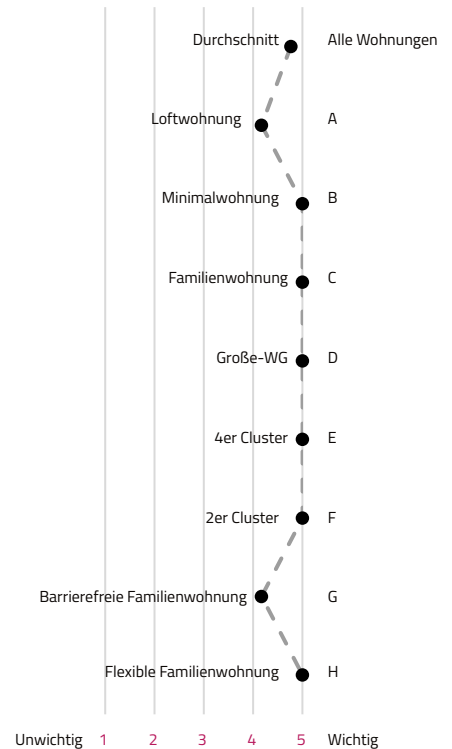 Durchschnitt Alle Wohnungen
Loftwohnung A
Minimalwohnung B
Familienwohnung C
Große-WG D
4er Cluster E
2er Cluster F
Barrierefreie Familienwohnung G
Flexible Familienwohnung H
Unwichtig 1 2 3 4 5 Wichtig